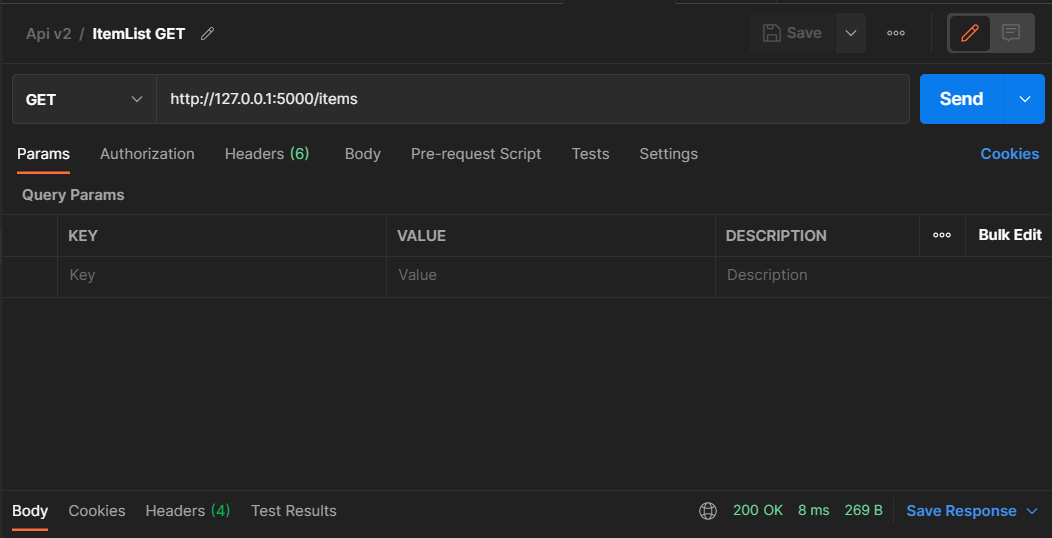 Api v2 / ItemList GET Save
GET http://127.0.0.1:5000/items Send
Params Authorization Headers (6) Body Pre-request Script Tests Settings Cookies
Query Params
KEY VALUE DESCRIPTION Bulk Edit
Key Value Description
Body Cookies Headers (4) Test Results 200 OK 8 ms 269 B Save Response